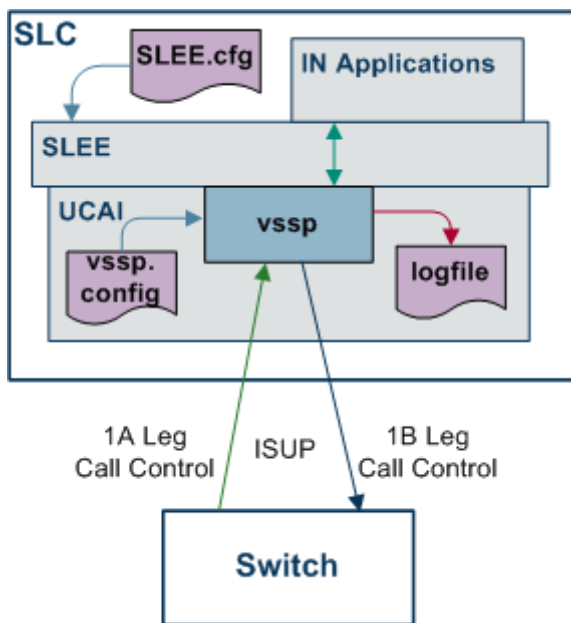 SLC
SLEE.cfg
IN Applications
SLEE
UCAI
vssp
vssp.
config
logfile
1A Leg
Call Control
ISUP
1B Leg
Call Control
Switch